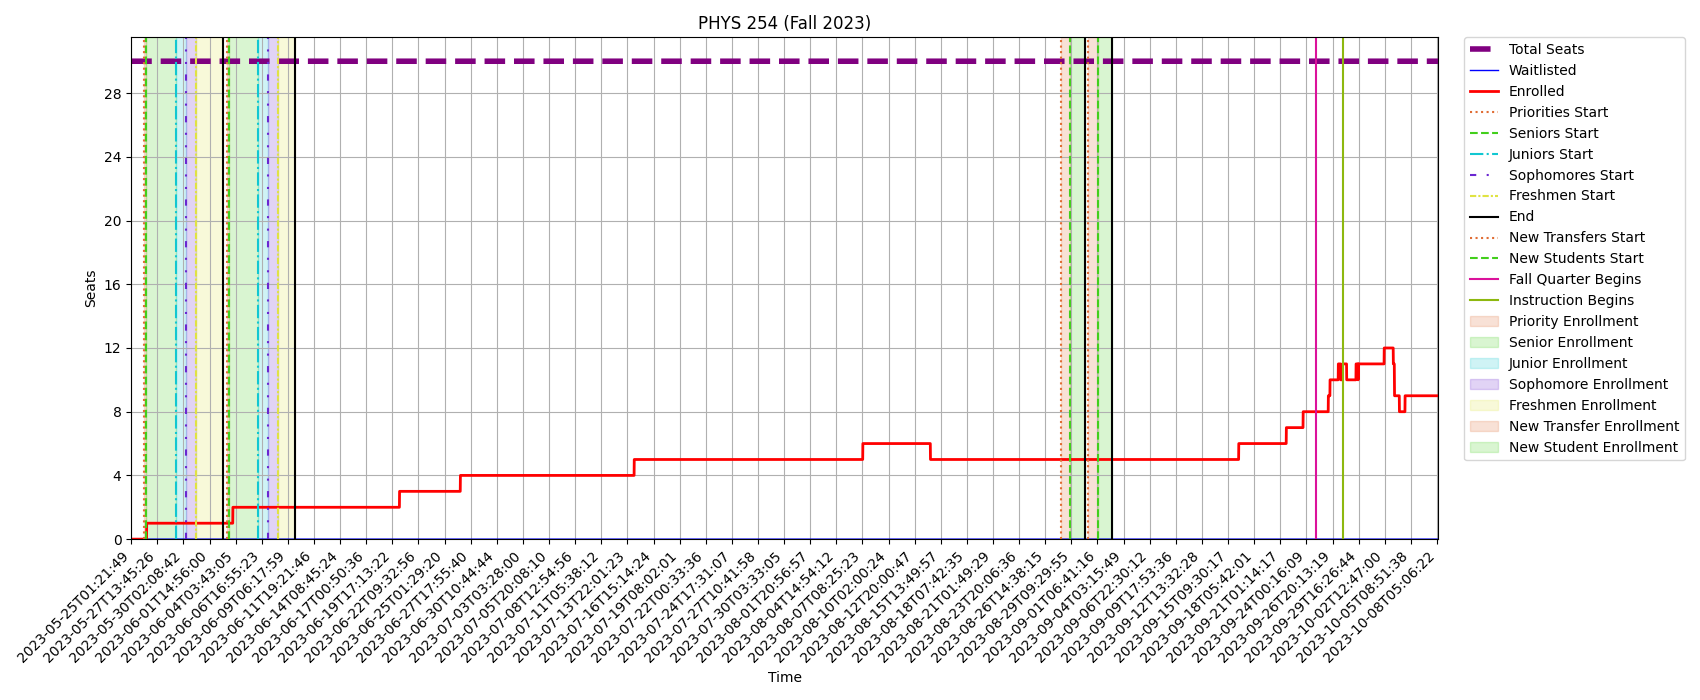 PHYS 254 (Fall 2023)
Seats
28
24
20
16
12
8
4
0
2023-05-25T01:21:49
2023-05-27T13:45:26
2023-05-30T02:08:42
2023-06-01T14:56:00
2023-06-04T03:43:05
2023-06-06T16:55:23
2023-06-09T06:17:59
2023-06-11T19:21:46
2023-06-14T08:45:24
2023-06-17T00:50:36
2023-06-19T17:13:22
2023-06-22T09:32:56
2023-06-25T01:29:20
2023-06-27T17:55:40
2023-06-30T10:44:44
2023-07-03T03:28:00
2023-07-05T20:08:10
2023-07-08T12:54:56
2023-07-11T05:38:12
2023-07-13T22:01:23
2023-07-16T15:14:24
2023-07-19T08:02:01
2023-07-22T00:33:36
2023-07-24T17:31:07
2023-07-27T10:41:58
2023-07-30T03:33:05
2023-08-01T20:56:57
2023-08-04T14:54:12
2023-08-07T08:25:23
2023-08-10T02:00:24
2023-08-12T20:00:47
2023-08-15T13:49:57
2023-08-18T07:42:35
2023-08-21T01:49:29
2023-08-23T20:06:36
2023-08-26T14:38:15
2023-08-29T09:29:55
2023-09-01T06:41:16
2023-09-04T03:15:49
2023-09-06T22:30:12
2023-09-09T17:53:36
2023-09-12T13:32:28
2023-09-15T09:30:17
2023-09-18T05:42:01
2023-09-21T01:14:17
2023-09-24T00:16:09
2023-09-26T20:13:19
2023-09-29T16:26:44
2023-10-02T12:47:00
2023-10-05T08:51:38
2023-10-08T05:06:22
Time
Total Seats
Waitlisted
Enrolled
Priorities Start
Seniors Start
Juniors Start
Sophomores Start
Freshmen Start
End
New Transfers Start
New Students Start
Fall Quarter Begins
Instruction Begins
Priority Enrollment
Senior Enrollment
Junior Enrollment
Sophomore Enrollment
Freshmen Enrollment
New Transfer Enrollment
New Student Enrollment